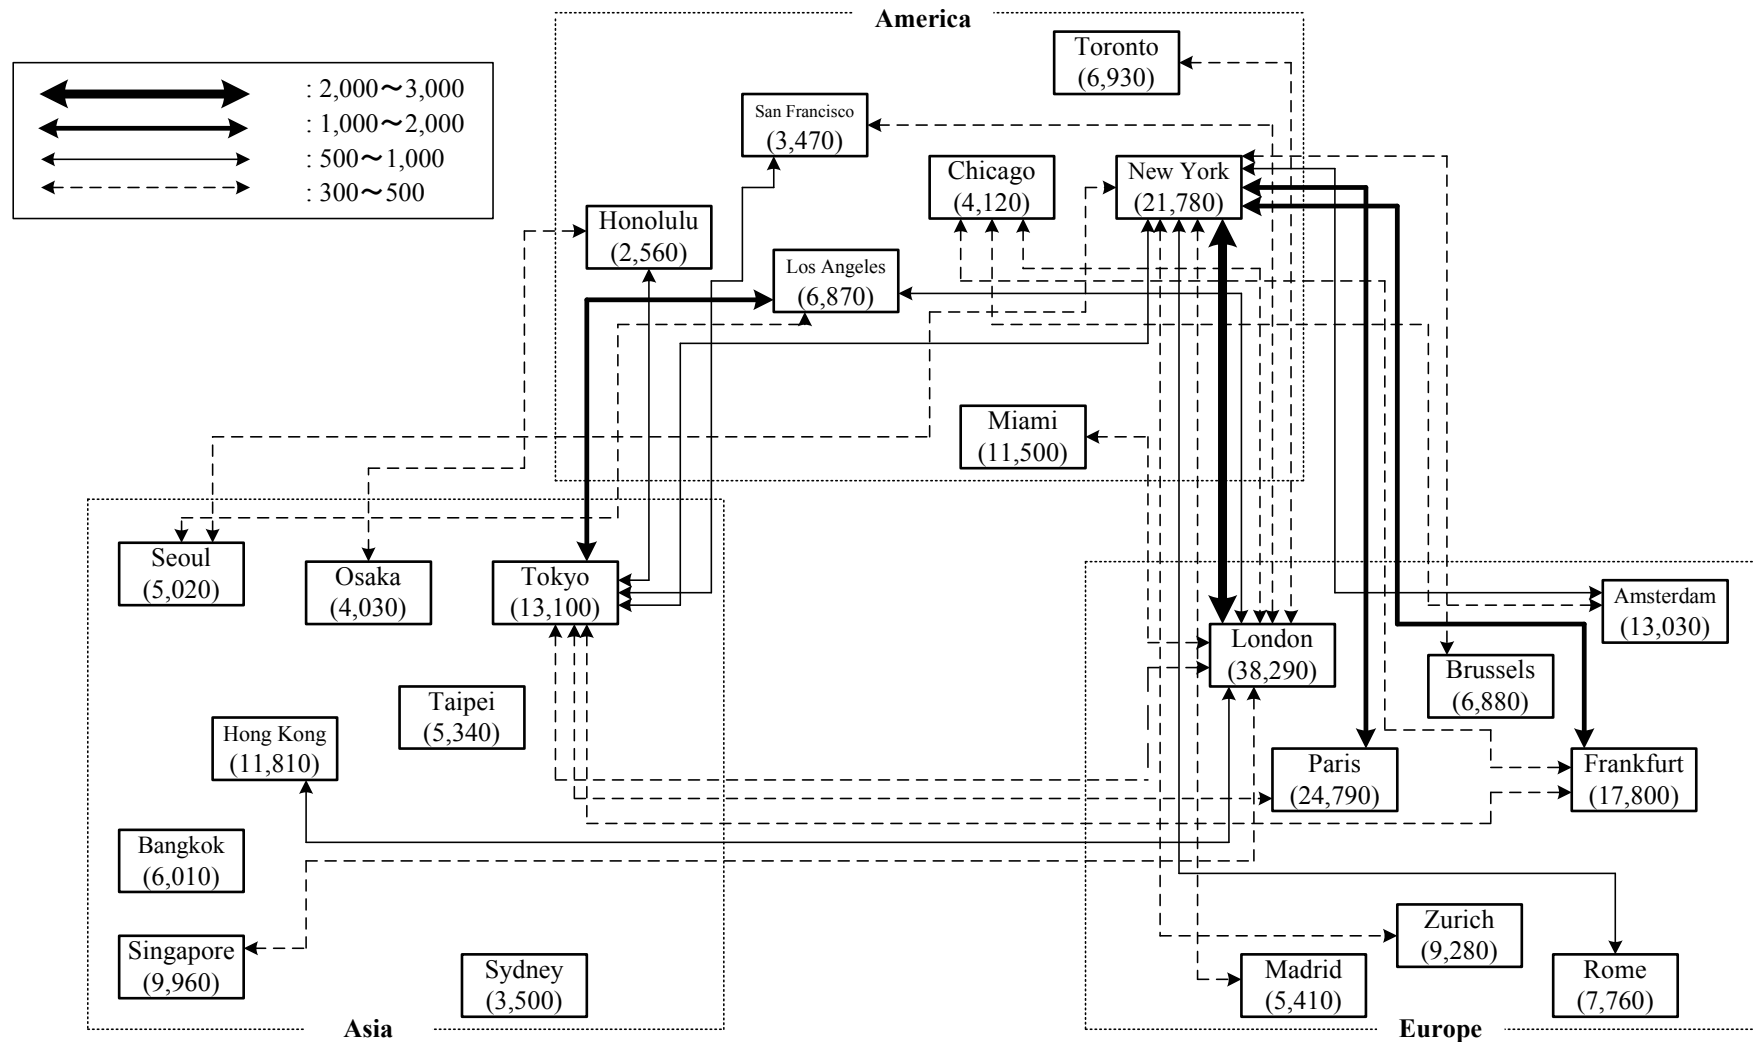 America
Toronto
(6,930)
: 2,000～3,000
: 1,000～2,000
: 500～1,000
: 300～500
San Francisco
(3,470)
Chicago
(4,120)
New York
(21,780)
Honolulu
(2,560)
Los Angeles
(6,870)
Miami
(11,500)
Seoul
(5,020)
Osaka
(4,030)
Tokyo
(13,100)
Amsterdam
(13,030)
London
(38,290)
Brussels
(6,880)
Taipei
(5,340)
Hong Kong
(11,810)
Paris
(24,790)
Frankfurt
(17,800)
Bangkok
(6,010)
Zurich
(9,280)
Singapore
(9,960)
Sydney
(3,500)
Madrid
(5,410)
Rome
(7,760)
Asia
Europe